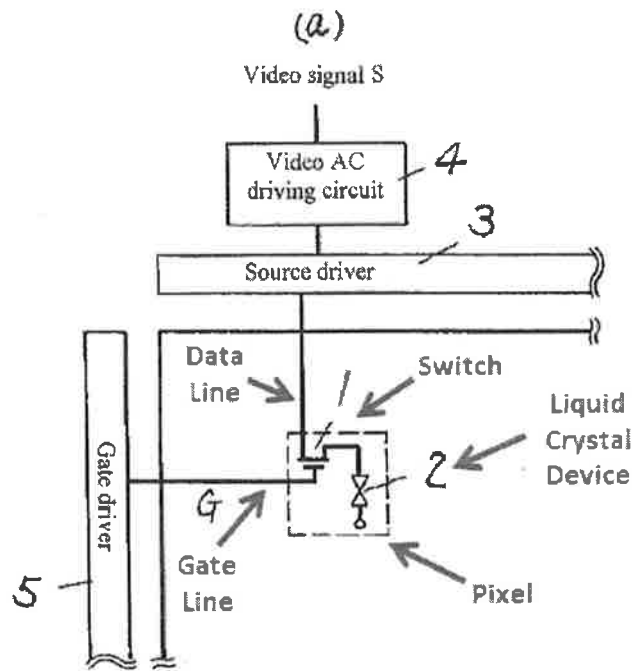 (a)
Video signal S
Video AC
driving circuit
4
3
Source driver
Data
Line
1
Switch
Liquid
Crystal
Device
2
Gate driver
G
Gate
Line
Pixel
5